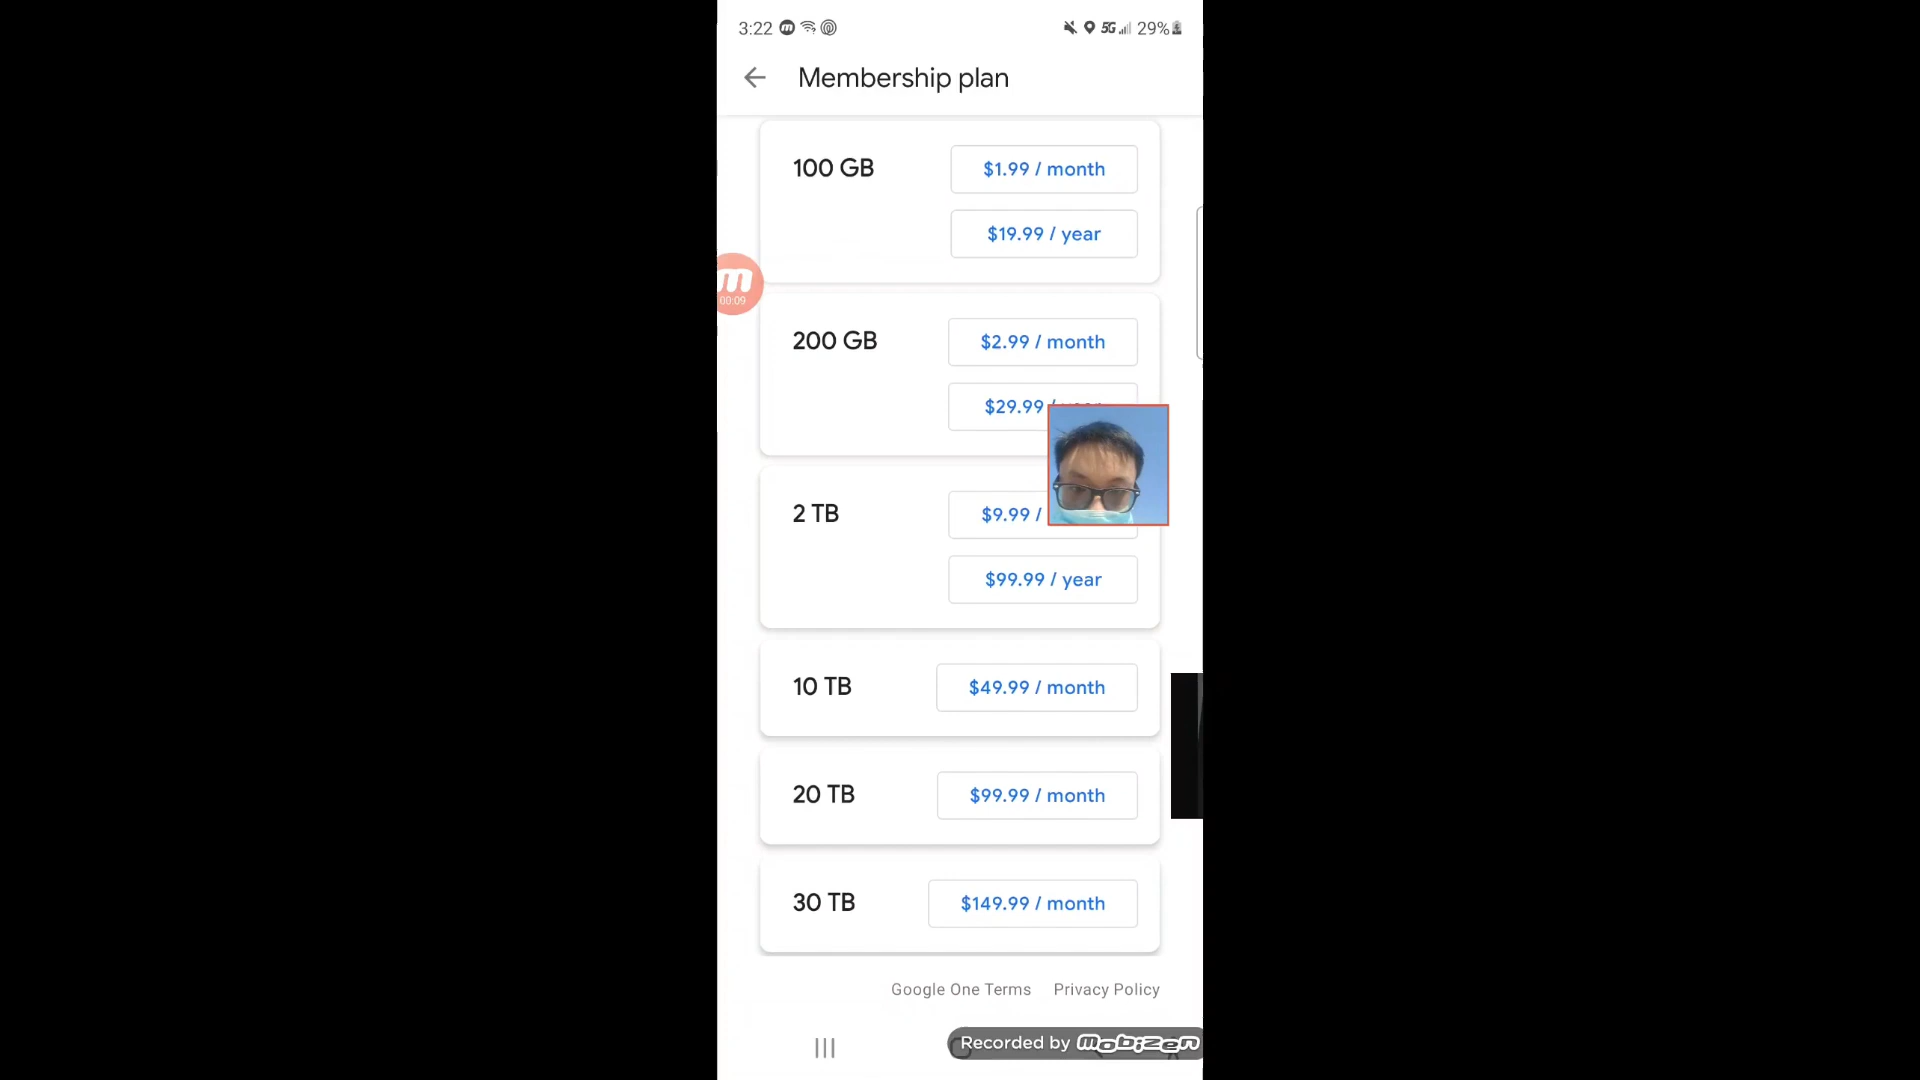 3:22 5G 29%
Membership plan
100 GB $1.99 / month
$19.99 / year
m
00:09
200 GB $2.99 / month
$29.99
2 TB $9.99 /
$99.99 / year
10 TB $49.99 / month
20 TB $99.99 / month
30 TB $149.99 / month
Google One Terms Privacy Policy
Recorded by mobizen